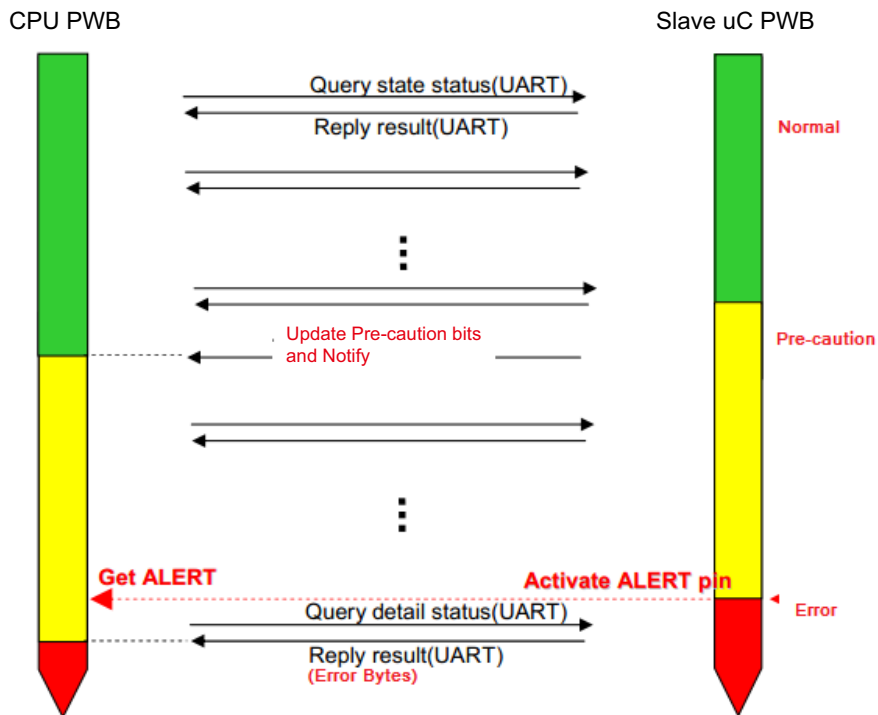 CPU PWB
Slave uC PWB
Query state status(UART)
Reply result(UART)
Normal
Update Pre-caution bits
and Notify
Pre-caution
Get ALERT
Activate ALERT pin
Error
Query detail status(UART)
Reply result(UART)
(Error Bytes)